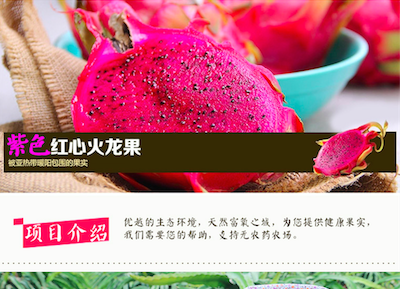 紫色红心火龙果
被亚热带暖阳包围的果实
项目介绍
优越的生态环境，天然富氧之城，为您提供健康果实，
我们需要您的帮助，支持无农药农场。